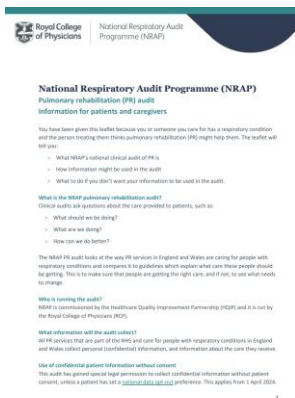 Royal College
of Physicians
National Respiratory Audit
Programme (NRAP)
National Respiratory Audit Programme (NRAP)
Pulmonary rehabilitation (PR) audit
Information for patients and caregivers
You have been given this leaflet because you or someone you care for has a respiratory condition
and the person treating them thinks pulmonary rehabilitation (PR) might help them. The leaflet will
tell you:
What NRAP's national clinical audit of PR is
How information might be used in the audit
What to do if you don't want your information to be used in the audit.
What is the NRAP pulmonary rehabilitation audit?
Clinical audits ask questions about the care provided to patients, such as:
What should we be doing?
What are we doing?
How can we do better?
The NRAP PR audit looks at the way PR services in England and Wales are caring for people with
respiratory conditions and compares it to guidelines which explain what care these people should
be getting. This is to make sure that people are getting the right care, and if not, to see what needs
to change.
Who is running the audit?
NRAP is commissioned by the Healthcare Quality Improvement Partnership (HQIP) and it is run by
the Royal College of Physicians (RCP).
What information will the audit collect?
All PR services that are part of the NHS and care for people with respiratory conditions in England
and Wales collect personal (confidential) information, and information about the care they receive.
Use of confidential patient information without consent
This audit has gained special legal permission to collect confidential information without patient
consent, unless a patient has set a national data opt out preference. This applies from 1 April 2024.